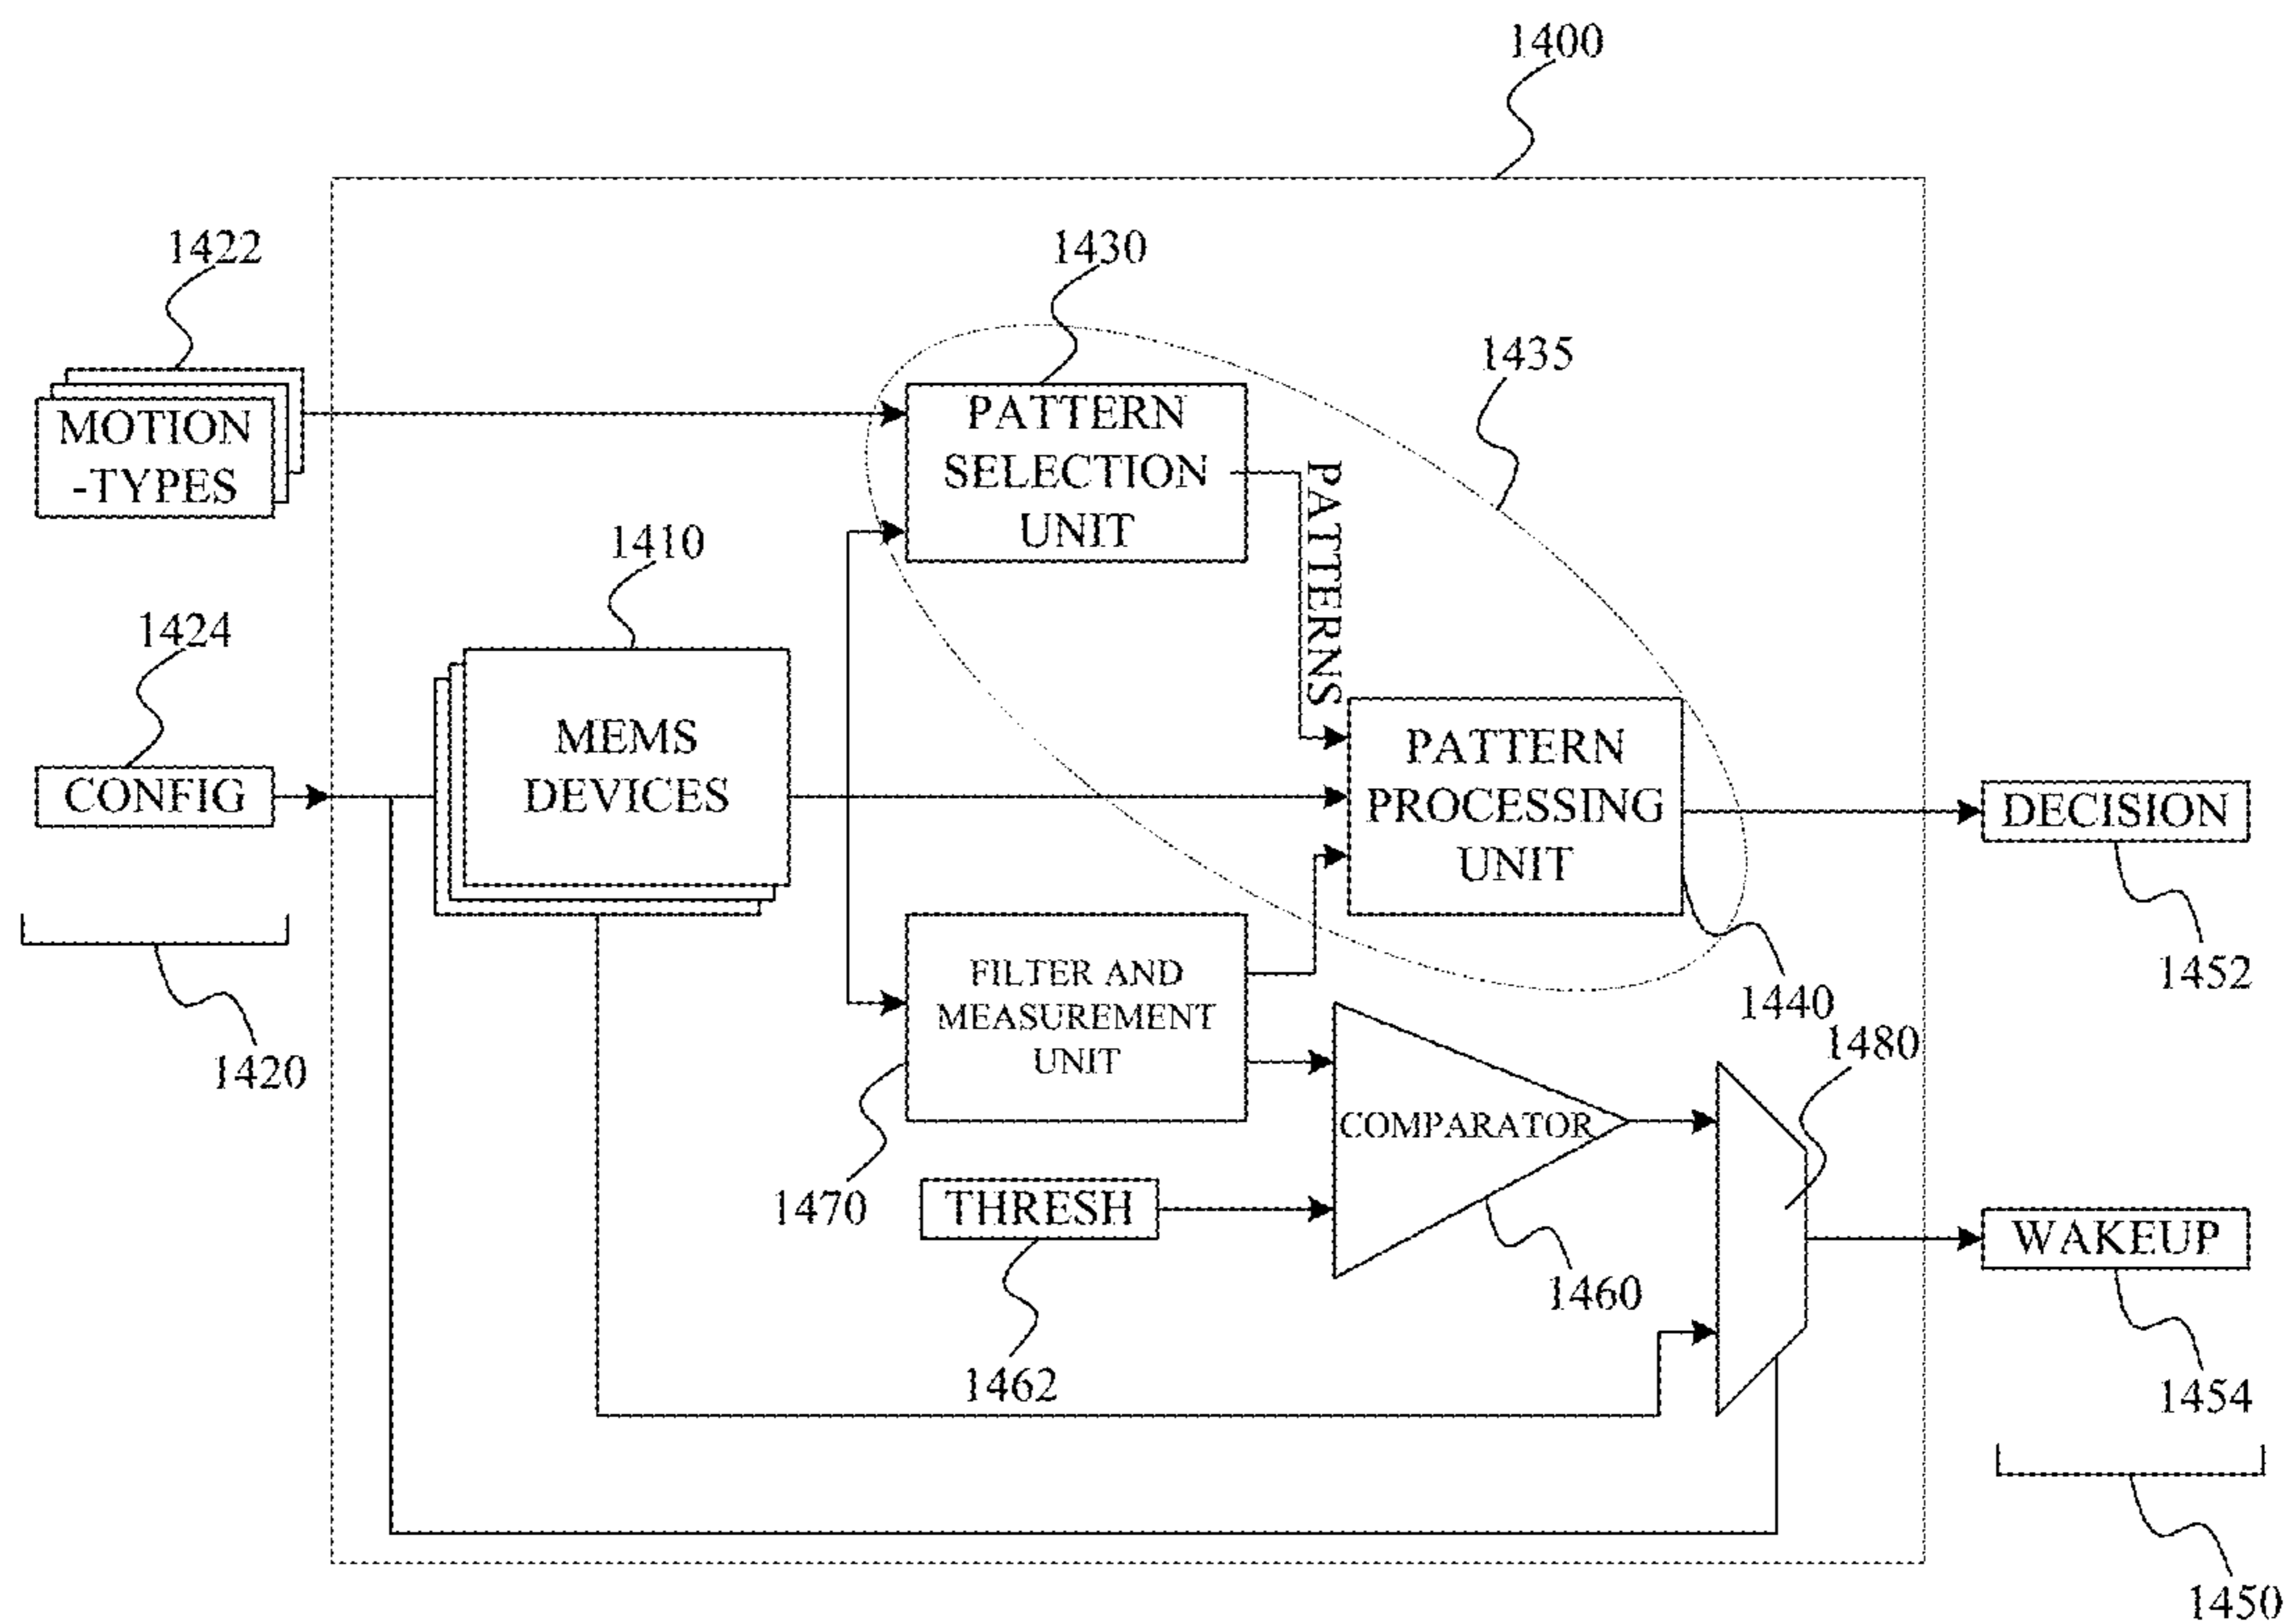 1400
1422
1430
1435
MOTION
-TYPES
PATTERN
SELECTION
UNIT
PATTERNS
1410
1424
MEMS
DEVICES
CONFIG
PATTERN
PROCESSING
UNIT
DECISION
1452
1420
FILTER AND
MEASUREMENT
UNIT
1440
1480
COMPARATOR
1470
THRESH
1460
1462
WAKEUP
1454
1450